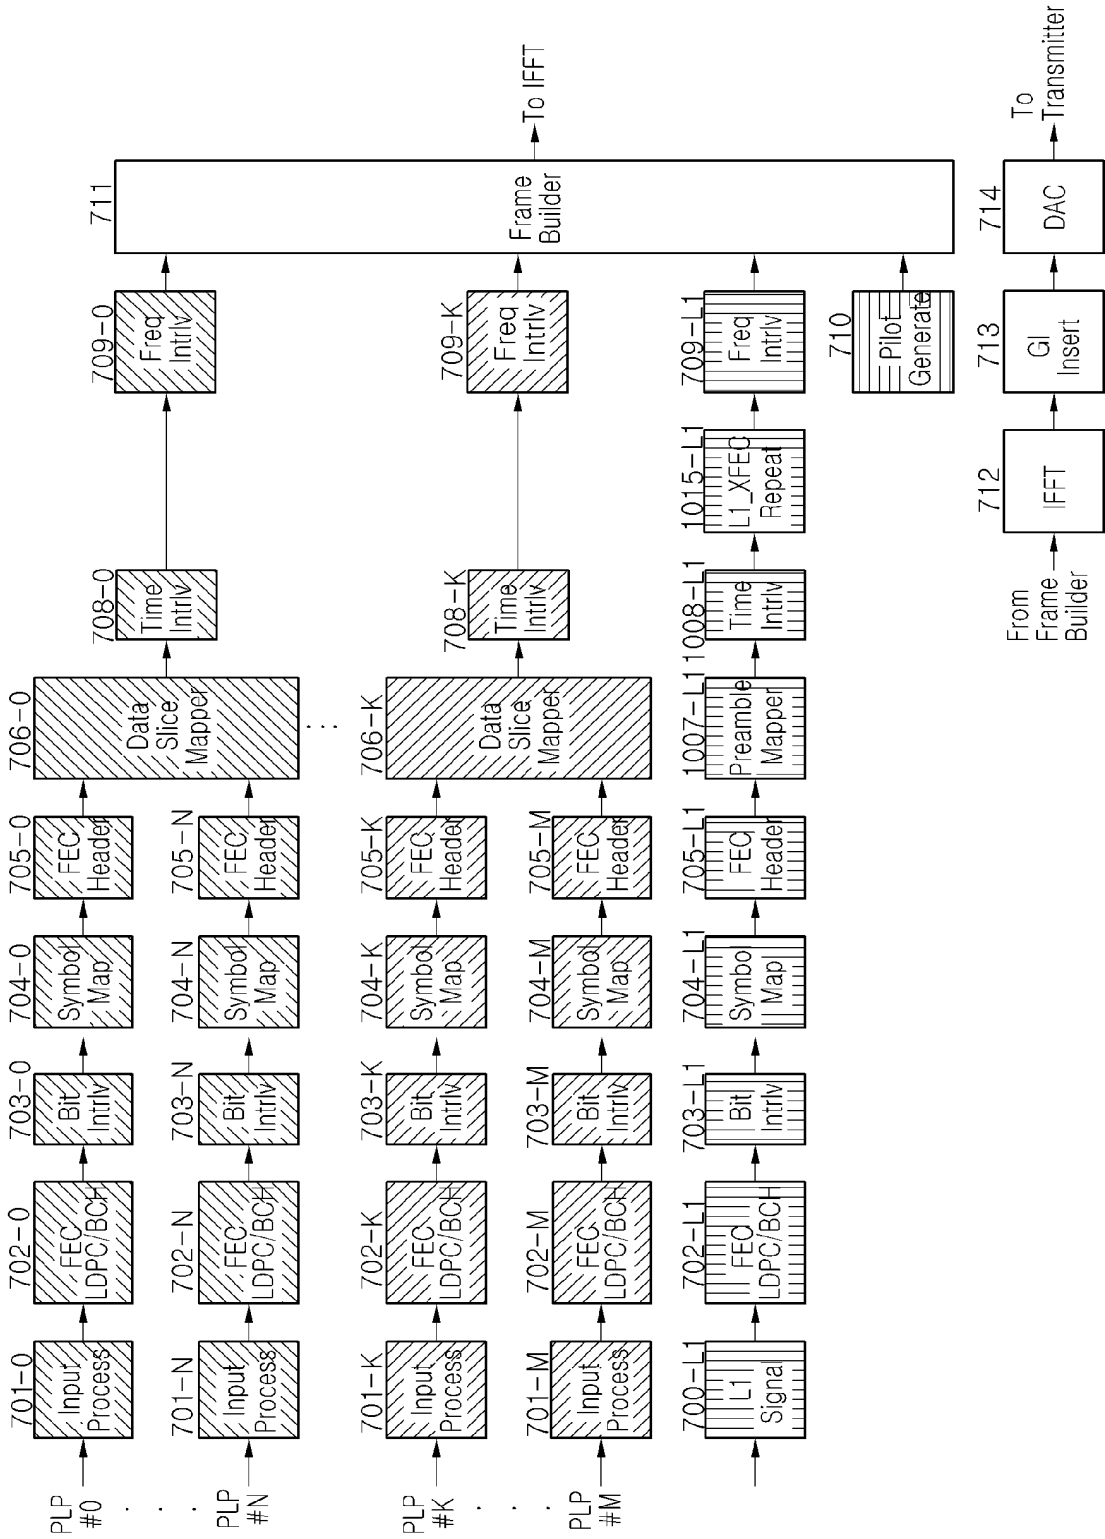 PLP
#0
701-0
Input
Process
702-0
FEC
LDPC/BCH
703-0
Bit
Intrlv
704-0
Symbol
Map
705-0
FEC
Header
706-0
Data
Slice
Mapper
708-0
Time
Intrlv
709-0
Freq
Intrlv
711
Frame
Builder
To IFFT
PLP
#N
701-N
Input
Process
702-N
FEC
LDPC/BCH
703-N
Bit
Intrlv
704-N
Symbol
Map
705-N
FEC
Header
PLP
#K
701-K
Input
Process
702-K
FEC
LDPC/BCH
703-K
Bit
Intrlv
704-K
Symbol
Map
705-K
FEC
Header
706-K
Data
Slice
Mapper
708-K
Time
Intrlv
709-K
Freq
Intrlv
PLP
#M
701-M
Input
Process
702-M
FEC
LDPC/BCH
703-M
Bit
Intrlv
704-M
Symbol
Map
705-M
FEC
Header
700-L1
L1
Signal
702-L1
FEC
LDPC/BCH
703-L1
Bit
Intrlv
704-L1
Symbol
Map
705-L1
FEC
Header
1007-L1
Preamble
Mapper
1008-L1
Time
Intrlv
1015-L1
L1_XFEC
Repeat
709-L1
Freq
Intrlv
710
Pilot
Generate
From
Frame
Builder
712
IFFT
713
GI
Insert
714
DAC
To
Transmitter